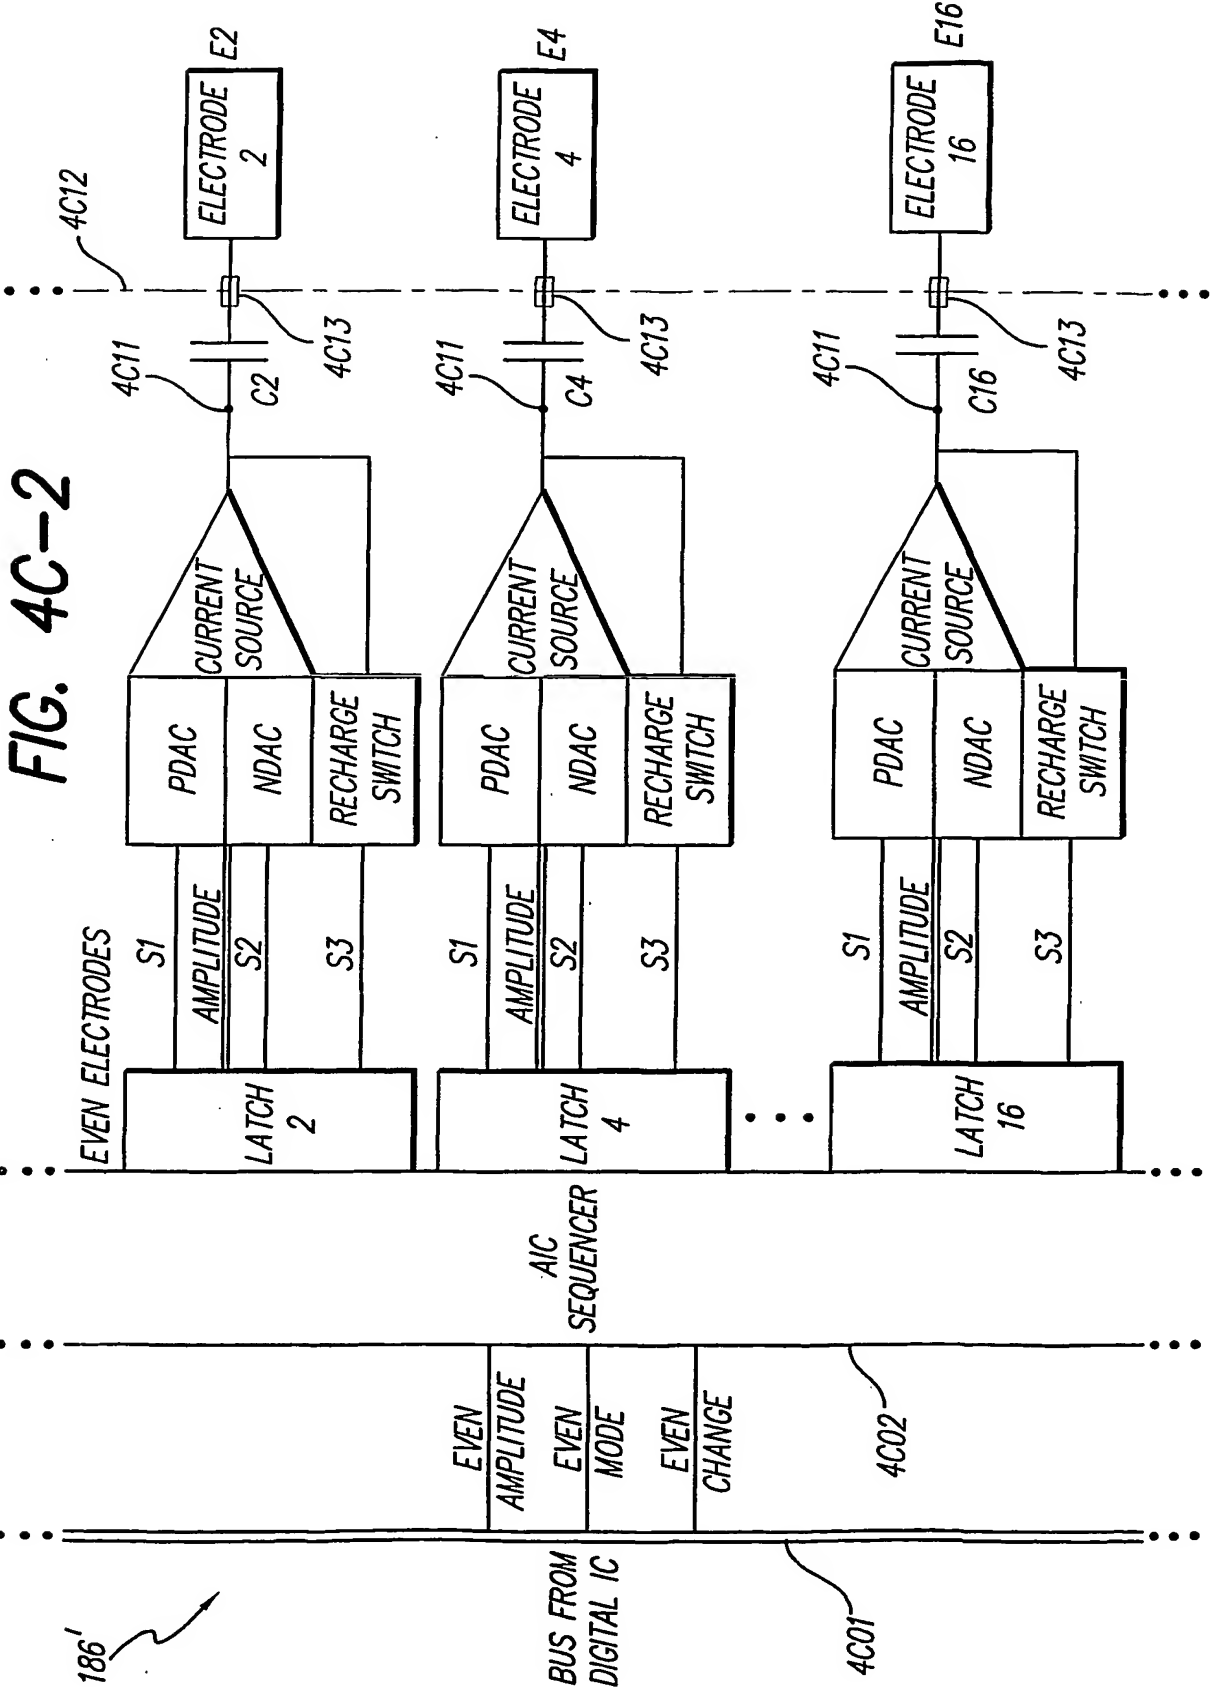 FIG. 4C-2
186'
BUS FROM
DIGITAL IC
4C01
EVEN
AMPLITUDE
EVEN
MODE
EVEN
CHANGE
4C02
AIC
SEQUENCER
EVEN ELECTRODES
LATCH
2
S1
AMPLITUDE
S2
S3
PDAC
NDAC
RECHARGE
SWITCH
CURRENT
SOURCE
4C11
C2
4C13
4C12
ELECTRODE
2
E2
LATCH
4
S1
AMPLITUDE
S2
S3
PDAC
NDAC
RECHARGE
SWITCH
CURRENT
SOURCE
4C11
C4
4C13
ELECTRODE
4
E4
LATCH
16
S1
AMPLITUDE
S2
S3
PDAC
NDAC
RECHARGE
SWITCH
CURRENT
SOURCE
4C11
C16
4C13
ELECTRODE
16
E16